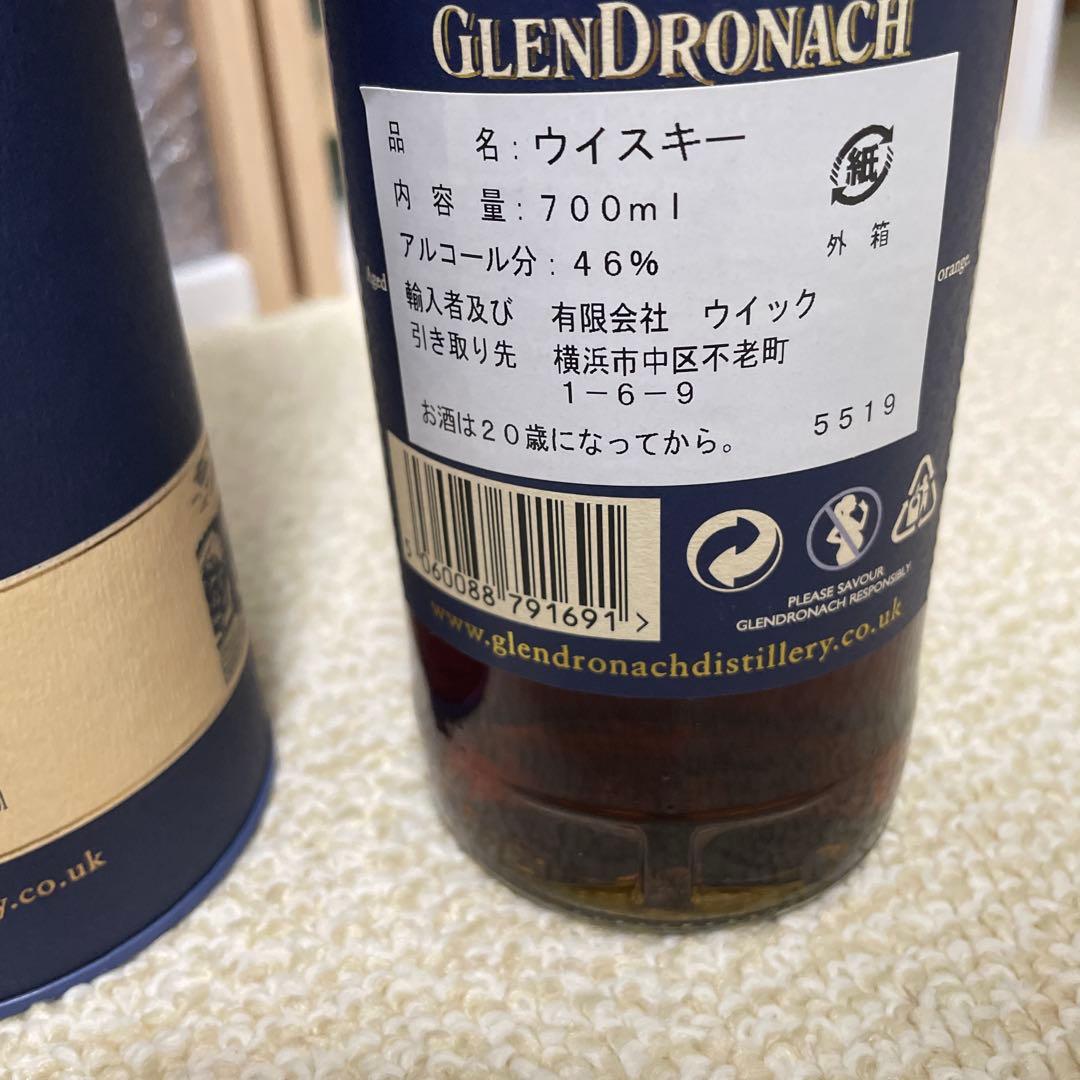 GLENDRONACH
品 名：ウイスキー
内 容 量：７００ｍｌ
アルコール分：４６％
輸入者及び 有限会社 ウイック
引き取り先 横浜市中区不老町
１－６－９
お酒は２０歳になってから。
５５１９
紙
外 箱
Aged
orange.
5 060088 791691 >
PLEASE SAVOUR
GLENDRONACH RESPONSIBLY
www.glendronachdistillery.co.uk
y.co.uk